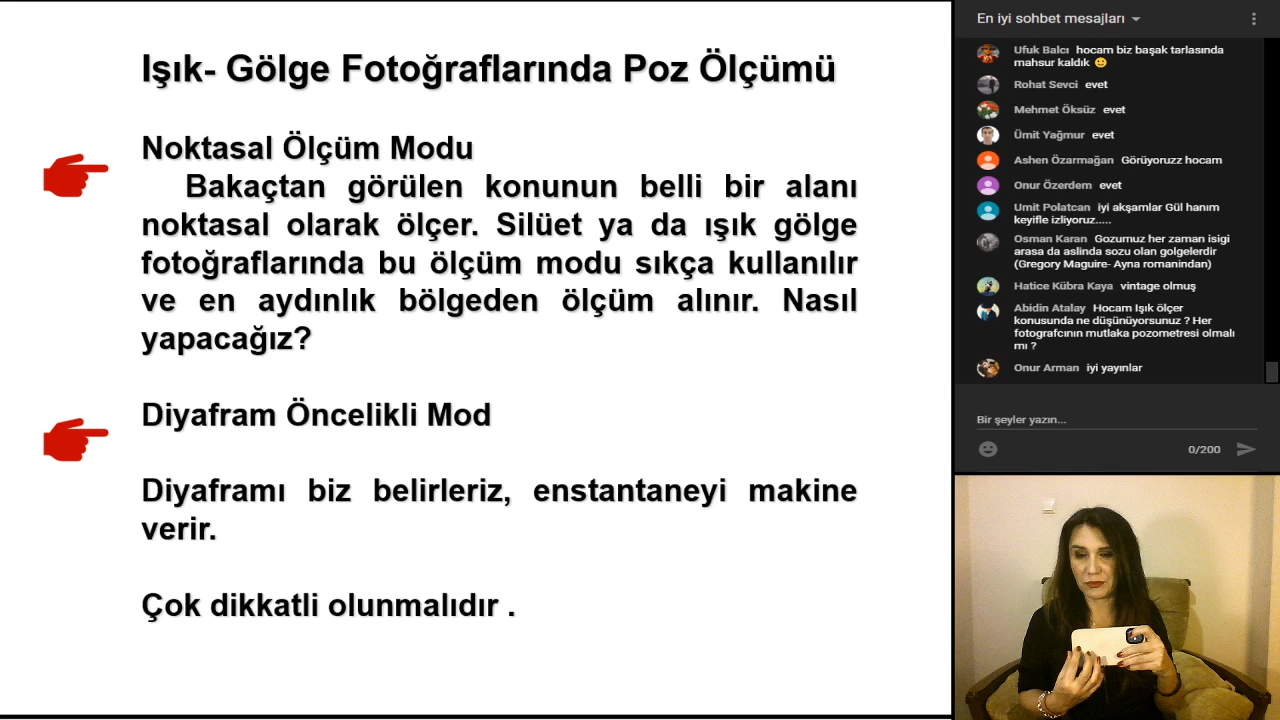 Işık- Gölge Fotoğraflarında Poz Ölçümü
Noktasal Ölçüm Modu
Bakaçtan görülen konunun belli bir alanı
noktasal olarak ölçer. Silüet ya da ışık gölge
fotoğraflarında bu ölçüm modu sıkça kullanılır
ve en aydınlık bölgeden ölçüm alınır. Nasıl
yapacağız?
Diyafram Öncelikli Mod
Diyaframı biz belirleriz, enstantaneyi makine
verir.
Çok dikkatli olunmalıdır .
En iyi sohbet mesajları
Ufuk Balcı hocam biz başak tarlasında
mahsur kaldık 🙂
Rohat Sevci evet
Mehmet Öksüz evet
Ümit Yağmur evet
Ashen Özarmağan Görüyoruzz hocam
Onur Özerdem evet
Umit Polatcan iyi akşamlar Gül hanım
keyifle izliyoruz.....
Osman Karan Gozumuz her zaman isigi
arasa da aslinda sozu olan golgelerdir
(Gregory Maguire- Ayna romanindan)
Hatice Kübra Kaya vintage olmuş
Abidin Atalay Hocam Işık ölçer
konusunda ne düşünüyorsunuz ? Her
fotografcının mutlaka pozometresi olmalı
mı ?
Onur Arman iyi yayınlar
Bir şeyler yazın...
0/200